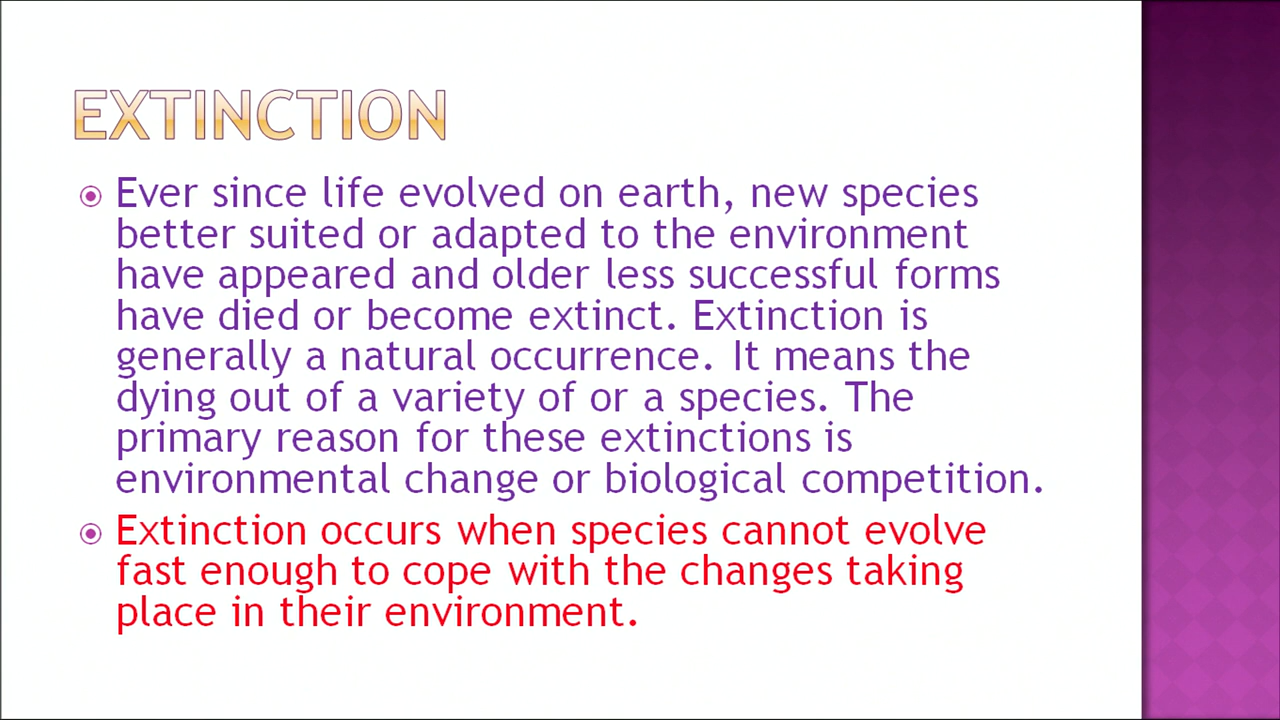 EXTINCTION
Ever since life evolved on earth, new species
better suited or adapted to the environment
have appeared and older less successful forms
have died or become extinct. Extinction is
generally a natural occurrence. It means the
dying out of a variety of or a species. The
primary reason for these extinctions is
environmental change or biological competition.
Extinction occurs when species cannot evolve
fast enough to cope with the changes taking
place in their environment.